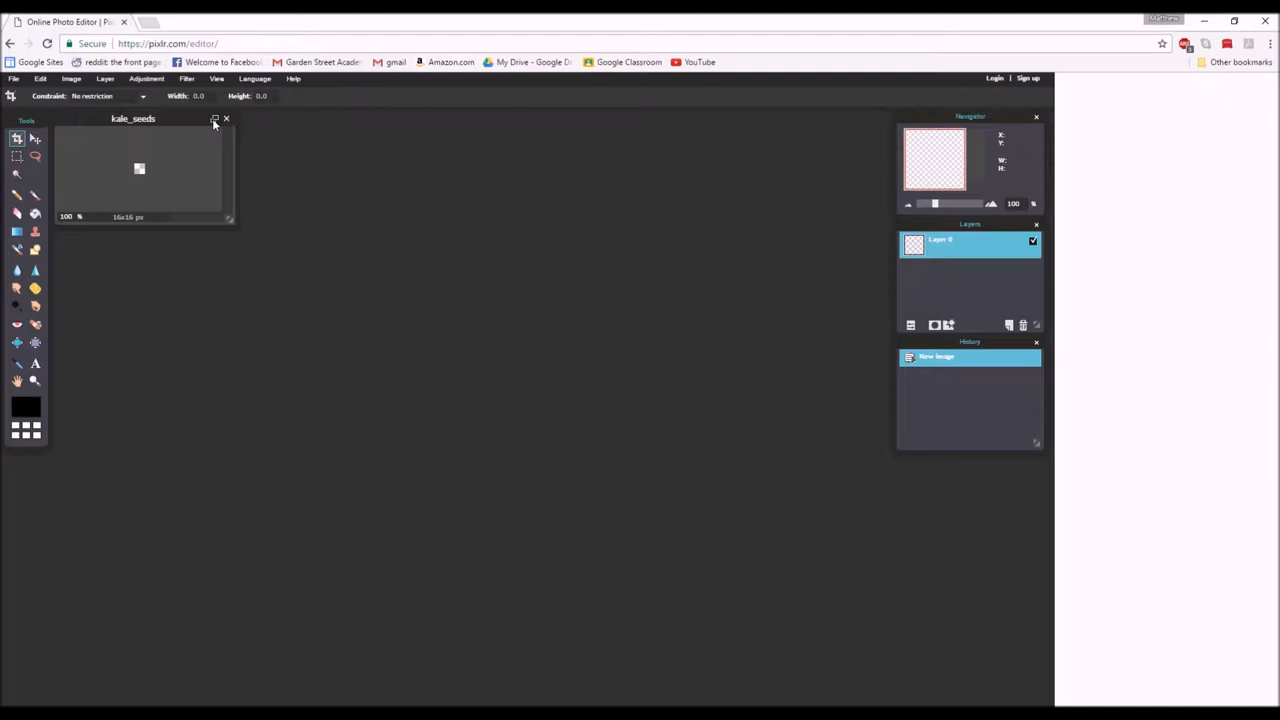 Online Photo Editor | Pix
Matthew
Secure
https://pixlr.com/editor/
Google Sites
reddit: the front page
Welcome to Facebook
Garden Street Acade
gmail
Amazon.com
My Drive - Google Dr
Google Classroom
YouTube
Other bookmarks
File Edit Image Layer Adjustment Filter View Language Help
Login Sign up
Constraint: No restriction Width: 0.0 Height: 0.0
Tools
kale_seeds
100 % 16x16 px
Navigator
X:
Y:
W:
H:
100 %
Layers
Layer 0
History
New image
A